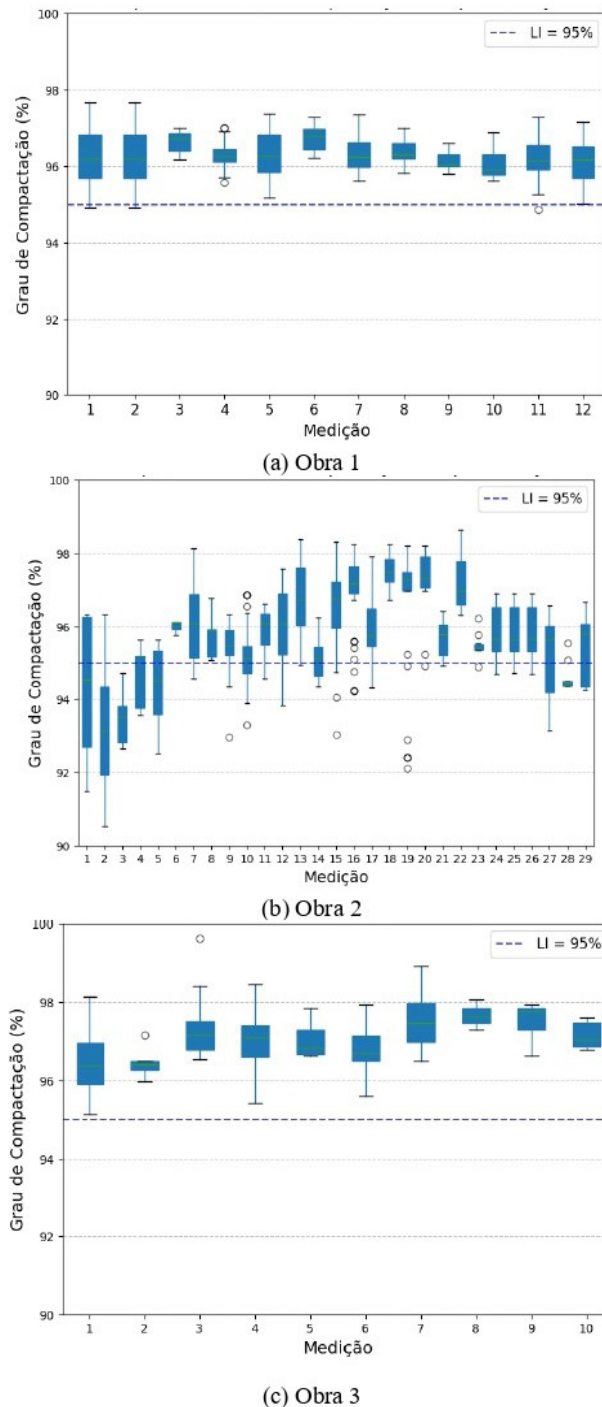 100
LI = 95%
98
96
94
92
90
Grau de Compactação (%)
1 2 3 4 5 6 7 8 9 10 11 12
Medição
(a) Obra 1
100
LI = 95%
98
96
94
92
90
Grau de Compactação (%)
1 2 3 4 5 6 7 8 9 10 11 12 13 14 15 16 17 18 19 20 21 22 23 24 25 26 27 28 29
Medição
(b) Obra 2
100
LI = 95%
98
96
94
92
90
Grau de Compactação (%)
1 2 3 4 5 6 7 8 9 10
Medição
(c) Obra 3